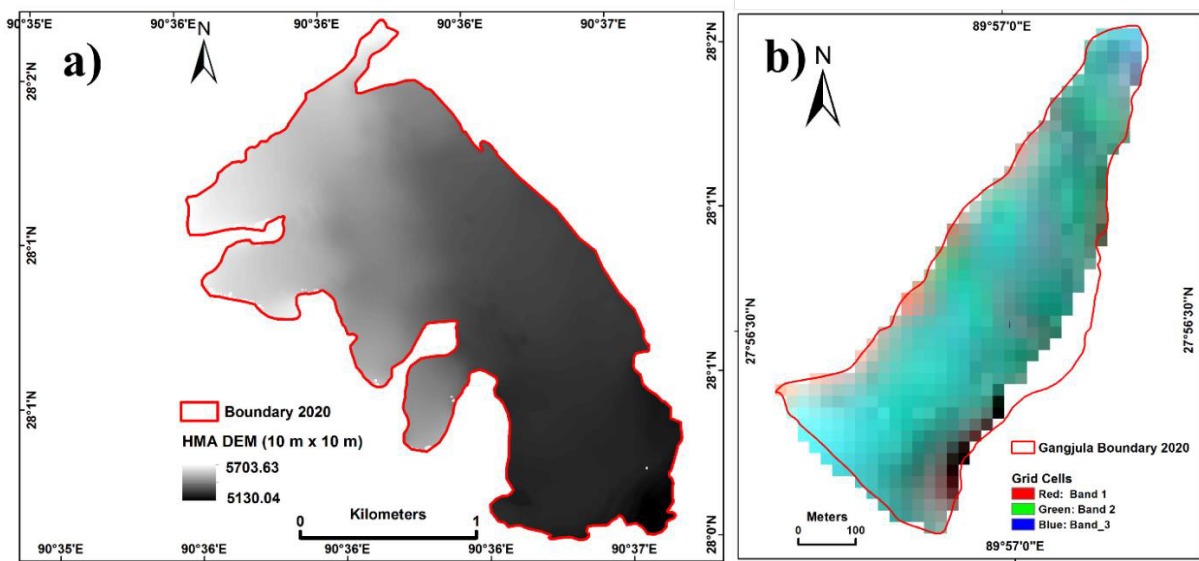 90°35'E 90°36'E 90°36'E 90°36'E 90°37'E
a)
N
28°2'N
28°1'N
28°1'N
28°2'N
28°1'N
28°1'N
28°0'N
Boundary 2020
HMA DEM (10 m x 10 m)
5703.63
5130.04
Kilometers
0 1
90°35'E 90°36'E 90°36'E 90°36'E 90°37'E
89°57'0"E
b)
N
27°56'30"N
27°56'30"N
Gangjula Boundary 2020
Grid Cells
Red: Band 1
Green: Band 2
Blue: Band_3
Meters
0 100
89°57'0"E